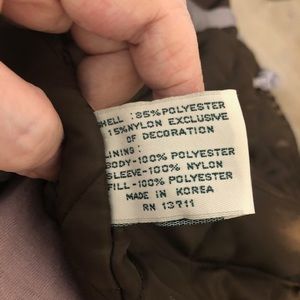 SHELL : 85% POLYESTER
15% NYLON EXCLUSIVE
OF DECORATION
LINING :
BODY-100% POLYESTER
SLEEVE-100% NYLON
FILL-100% POLYESTER
MADE IN KOREA
RN 13711